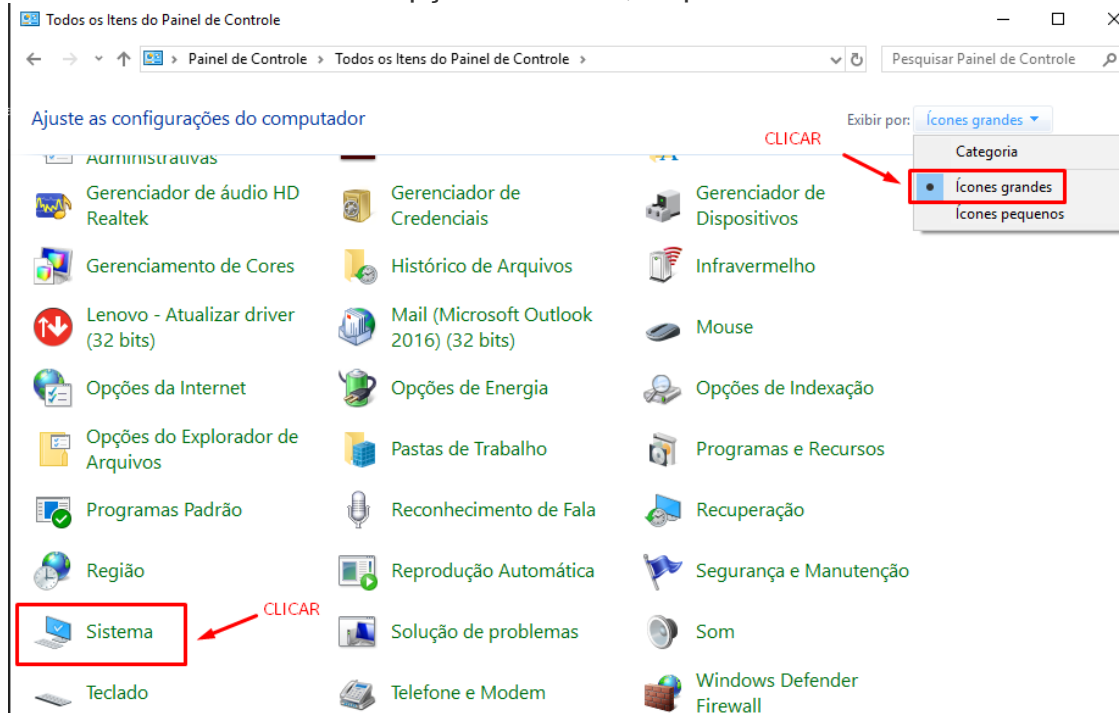 Todos os Itens do Painel de Controle
Painel de Controle > Todos os Itens do Painel de Controle >
Pesquisar Painel de Controle
Ajuste as configurações do computador
Exibir por: Ícones grandes
CLICAR
Categoria
Ícones grandes
Ícones pequenos
Administrativas
Gerenciador de áudio HD
Realtek
Gerenciador de
Credenciais
Gerenciador de
Dispositivos
Gerenciamento de Cores
Histórico de Arquivos
Infravermelho
Lenovo - Atualizar driver
(32 bits)
Mail (Microsoft Outlook
2016) (32 bits)
Mouse
Opções da Internet
Opções de Energia
Opções de Indexação
Opções do Explorador de
Arquivos
Pastas de Trabalho
Programas e Recursos
Programas Padrão
Reconhecimento de Fala
Recuperação
Região
Reprodução Automática
Segurança e Manutenção
CLICAR
Sistema
Solução de problemas
Som
Teclado
Telefone e Modem
Windows Defender
Firewall